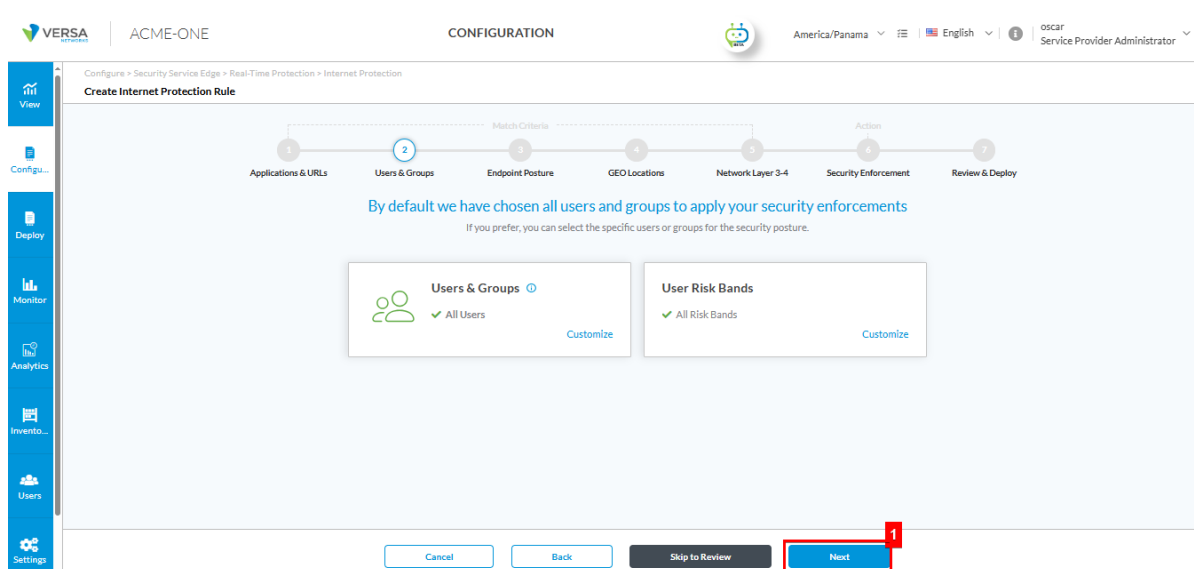 VERSA
NETWORKS
ACME-ONE
CONFIGURATION
BETA
America/Panama
English
oscar
Service Provider Administrator
View
Configu...
Deploy
Monitor
Analytics
Invento...
Users
Settings
Configure > Security Service Edge > Real-Time Protection > Internet Protection
Create Internet Protection Rule
Match Criteria
Action
1
2
3
4
5
6
7
Applications & URLs
Users & Groups
Endpoint Posture
GEO Locations
Network Layer 3-4
Security Enforcement
Review & Deploy
By default we have chosen all users and groups to apply your security enforcements
If you prefer, you can select the specific users or groups for the security posture.
Users & Groups
All Users
Customize
User Risk Bands
All Risk Bands
Customize
1
Cancel
Back
Skip to Review
Next